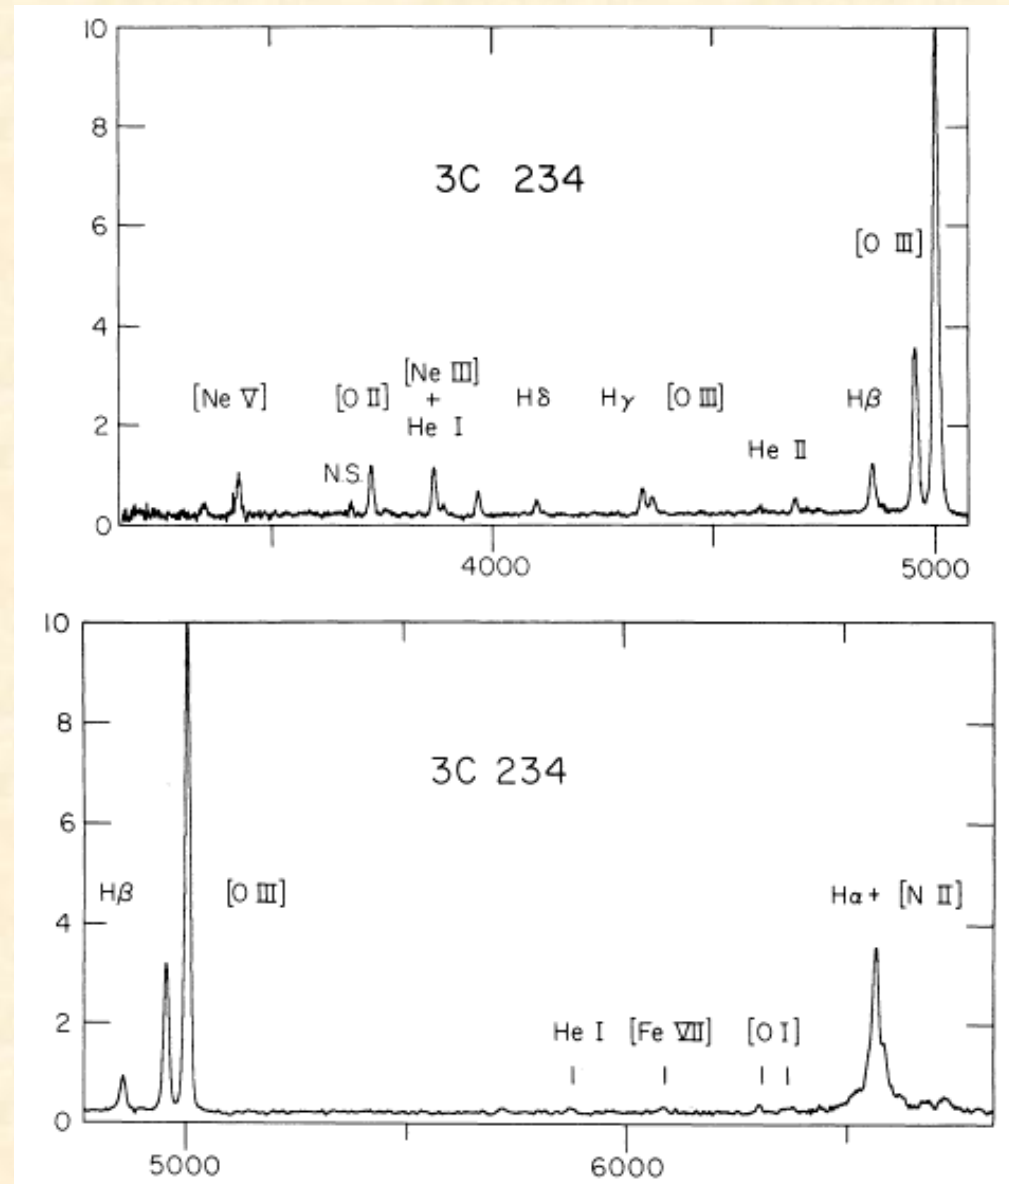 10
8
6
4
2
0
3C 234
[O III]
[Ne V]
[O II]
[Ne III]
+
He I
Hδ
Hγ
[O III]
Hβ
He II
N.S.
4000
5000
10
8
6
4
2
0
3C 234
Hβ
[O III]
Hα + [N II]
He I
[Fe VII]
[O I]
5000
6000